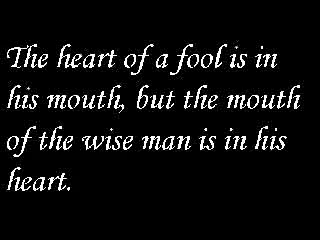 The heart of a fool is in
his mouth, but the mouth
of the wise man is in his
heart.